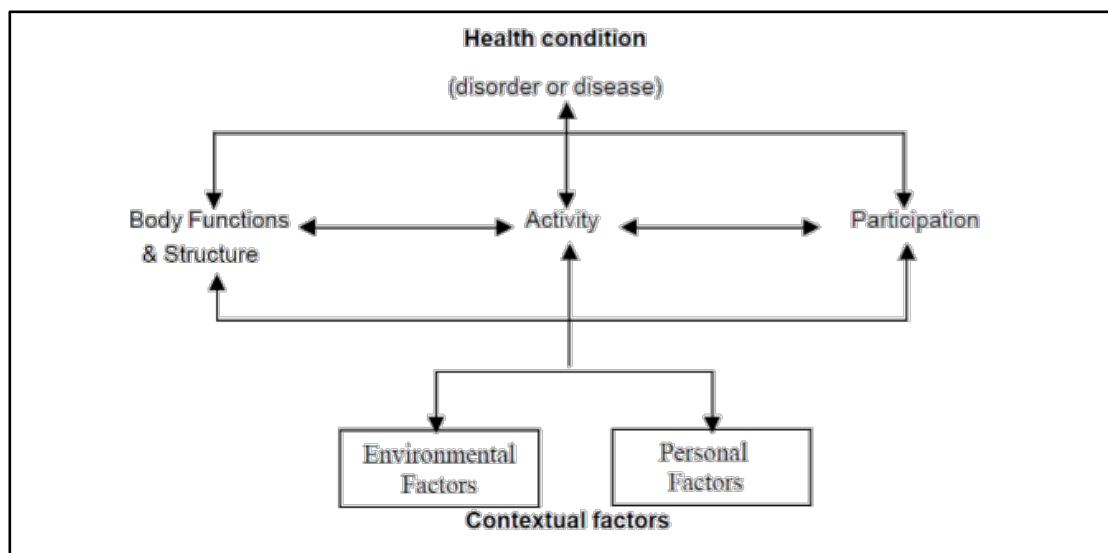 Health condition
(disorder or disease)
Body Functions
& Structure
Activity
Participation
Environmental
Factors
Personal
Factors
Contextual factors